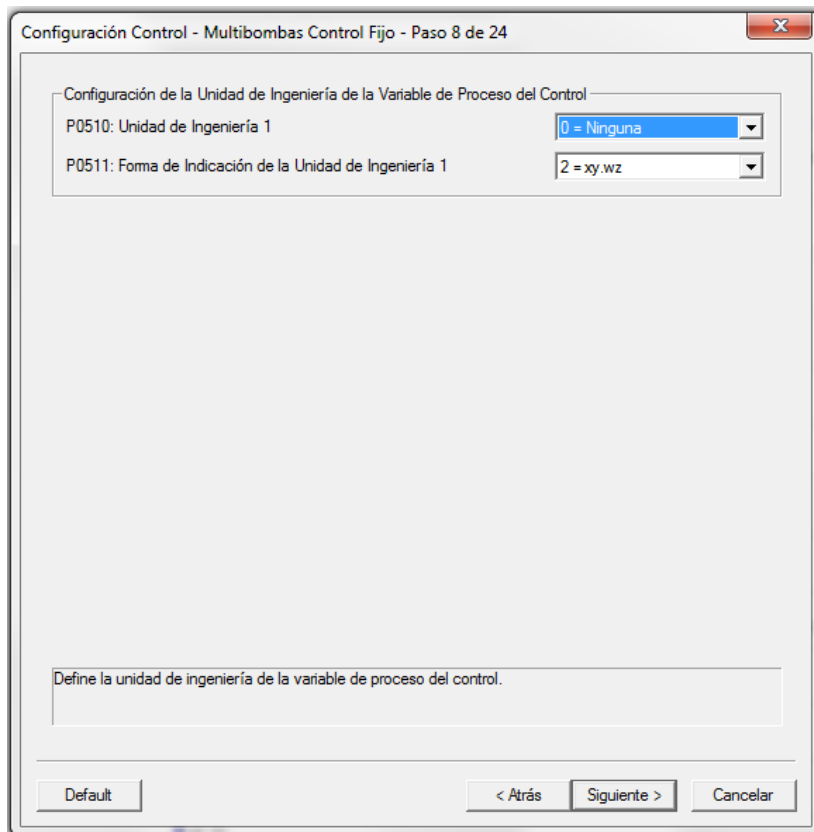 Configuración Control - Multibombas Control Fijo - Paso 8 de 24
Configuración de la Unidad de Ingeniería de la Variable de Proceso del Control
P0510: Unidad de Ingeniería 1
0 = Ninguna
P0511: Forma de Indicación de la Unidad de Ingeniería 1
2 = xy.wz
Define la unidad de ingeniería de la variable de proceso del control.
Default
< Atrás
Siguiente >
Cancelar